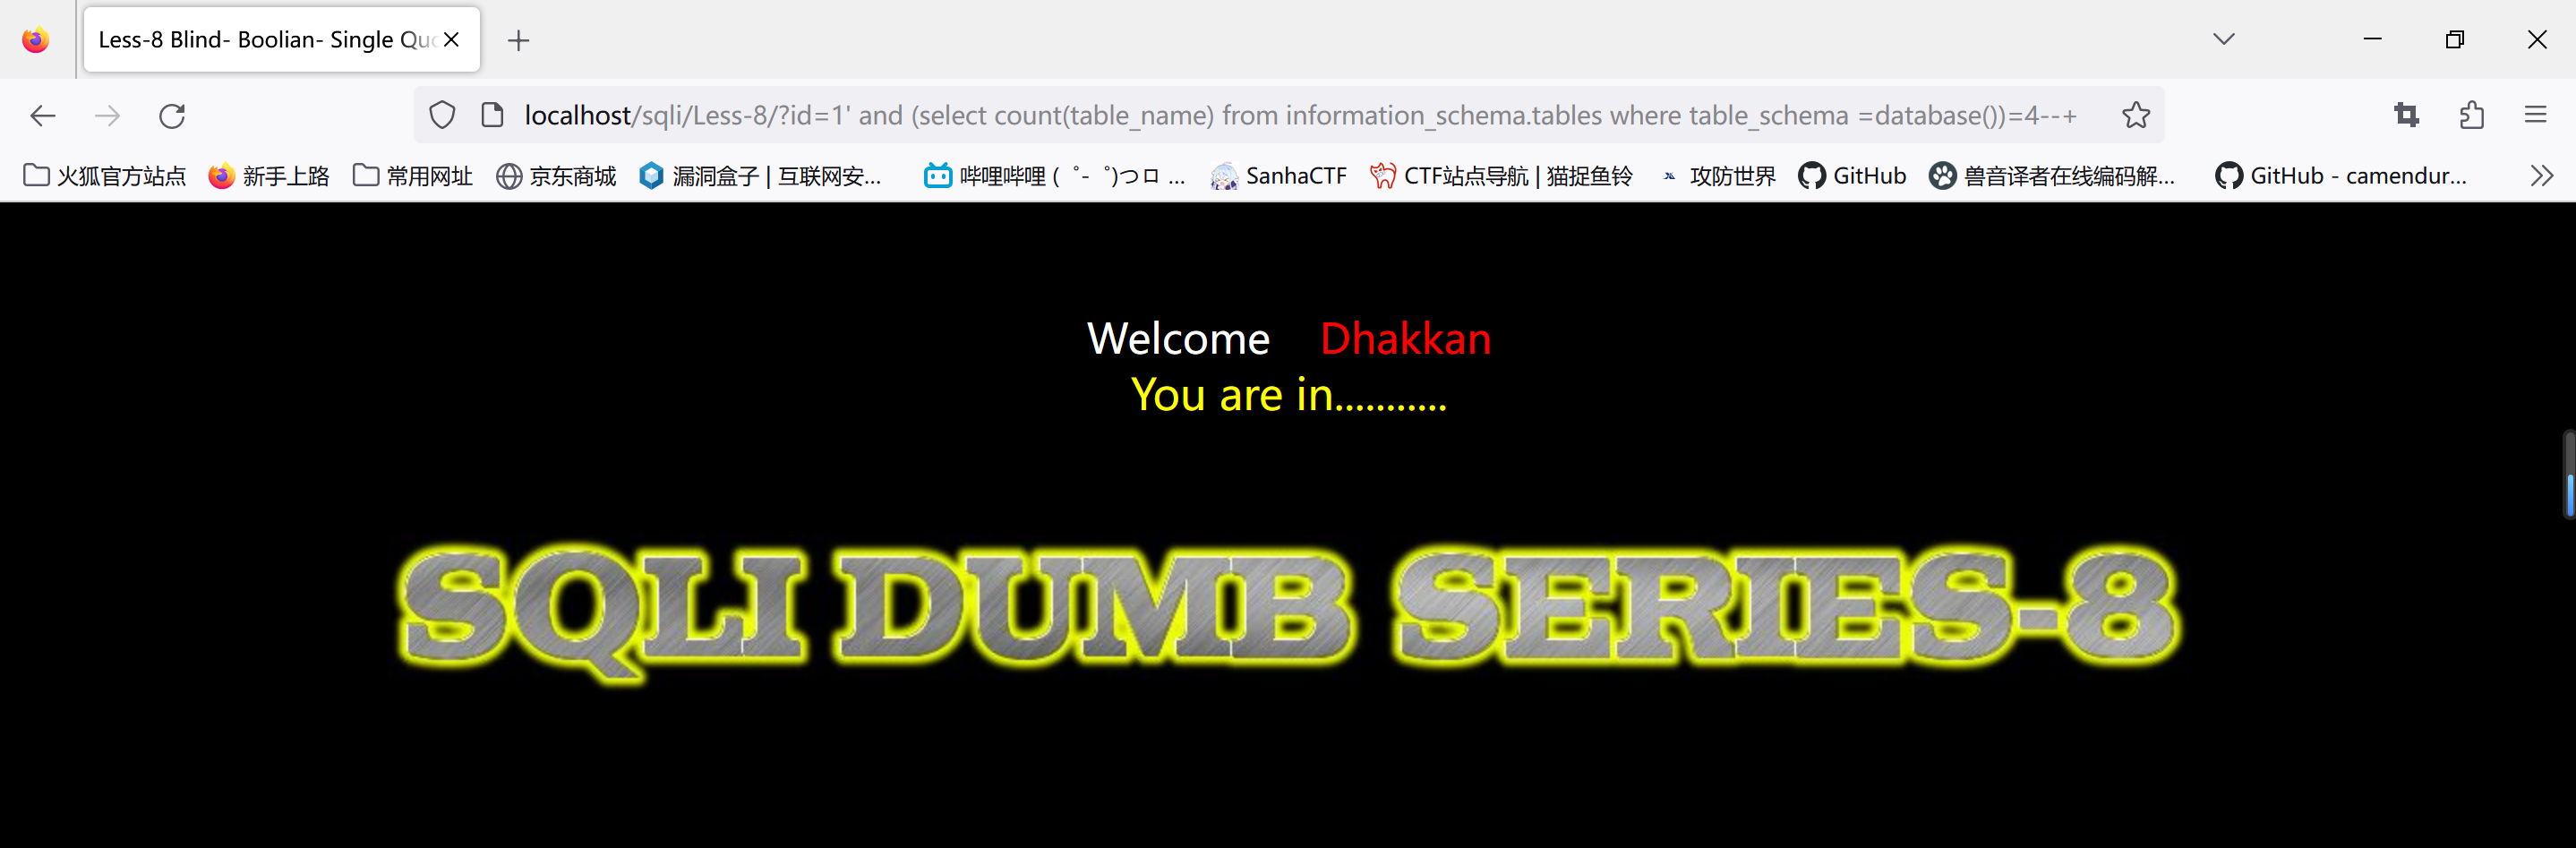 Less-8 Blind- Boolian- Single Quo
localhost/sqli/Less-8/?id=1' and (select count(table_name) from information_schema.tables where table_schema =database())=4--+
火狐官方站点 新手上路 常用网址 京东商城 漏洞盒子 | 互联网安... 哔哩哔哩 ( ゜- ゜)つロ ... SanhaCTF CTF站点导航 | 猫捉鱼铃 攻防世界 GitHub 兽音译者在线编码解... GitHub - camendur...
Welcome Dhakkan
You are in...........
SQLI DUMB SERIES-8